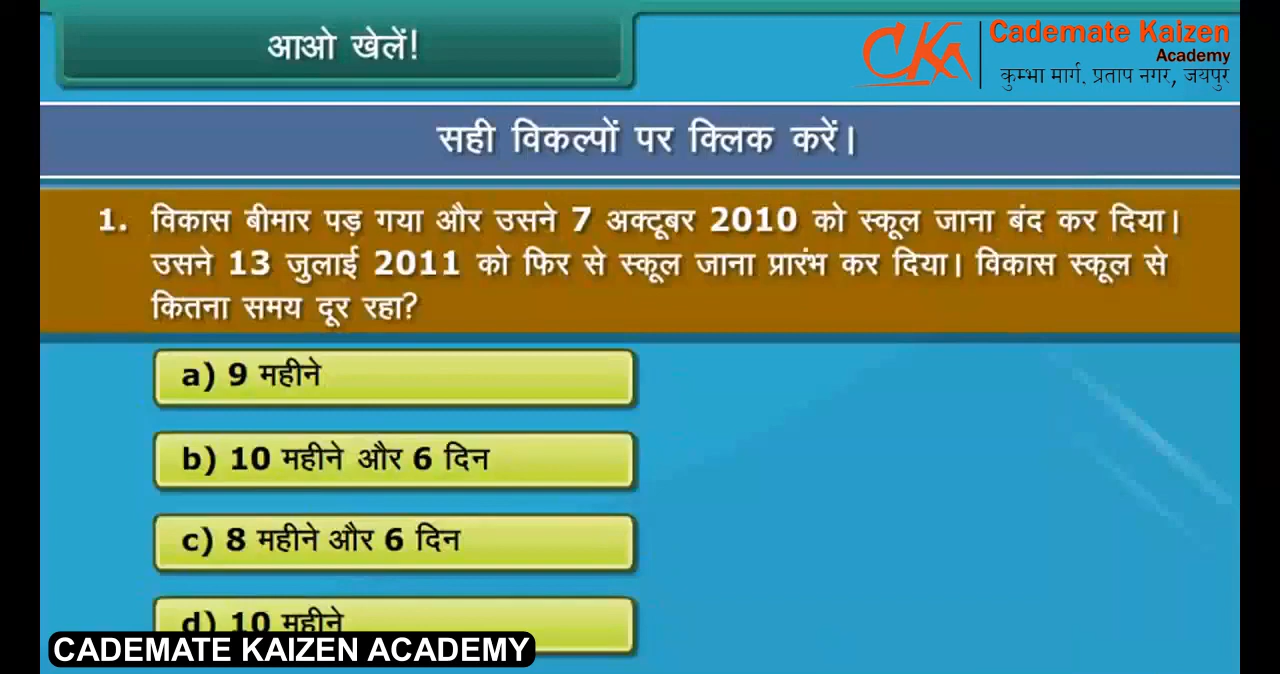 आओ खेलें!
Cademate Kaizen
Academy
कुम्भा मार्ग. प्रताप नगर, जयपुर
सही विकल्पों पर क्लिक करें।
1. विकास बीमार पड़ गया और उसने 7 अक्टूबर 2010 को स्कूल जाना बंद कर दिया।
उसने 13 जुलाई 2011 को फिर से स्कूल जाना प्रारंभ कर दिया। विकास स्कूल से
कितना समय दूर रहा?
a) 9 महीने
b) 10 महीने और 6 दिन
c) 8 महीने और 6 दिन
d) 10 महीने
CADEMATE KAIZEN ACADEMY